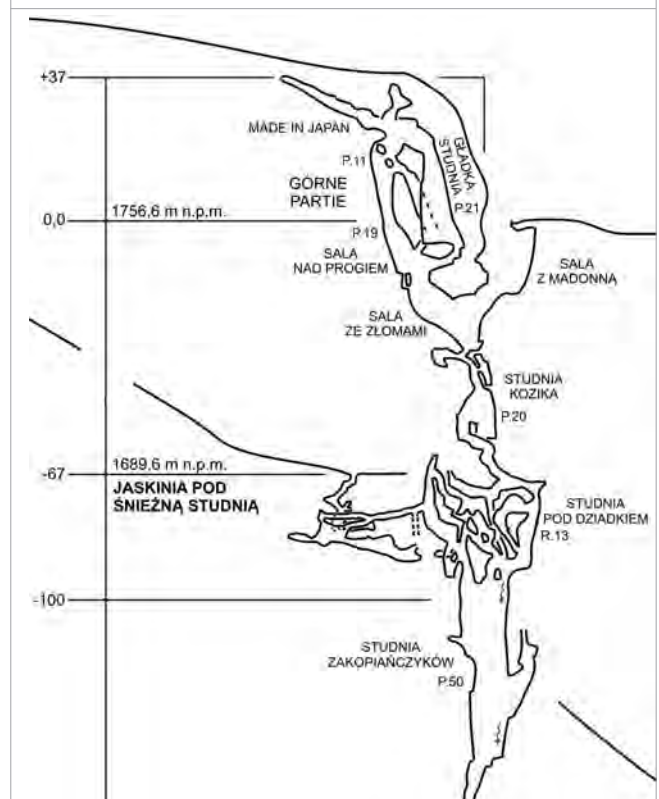 +37
MADE IN JAPAN
P.11
GŁADKA
STUDNIA
P.21
GÓRNE
PARTIE
1756,6 m n.p.m.
0,0
P.19
SALA
NAD PROGIEM
SALA
Z MADONNĄ
SALA
ZE ZŁOMAMI
STUDNIA
KOZIKA
P.20
1689,6 m n.p.m.
-67
JASKINIA POD
ŚNIEŻNĄ STUDNIĄ
STUDNIA
POD DZIADKIEM
R.13
-100
STUDNIA
ZAKOPIAŃCZYKÓW
P.50